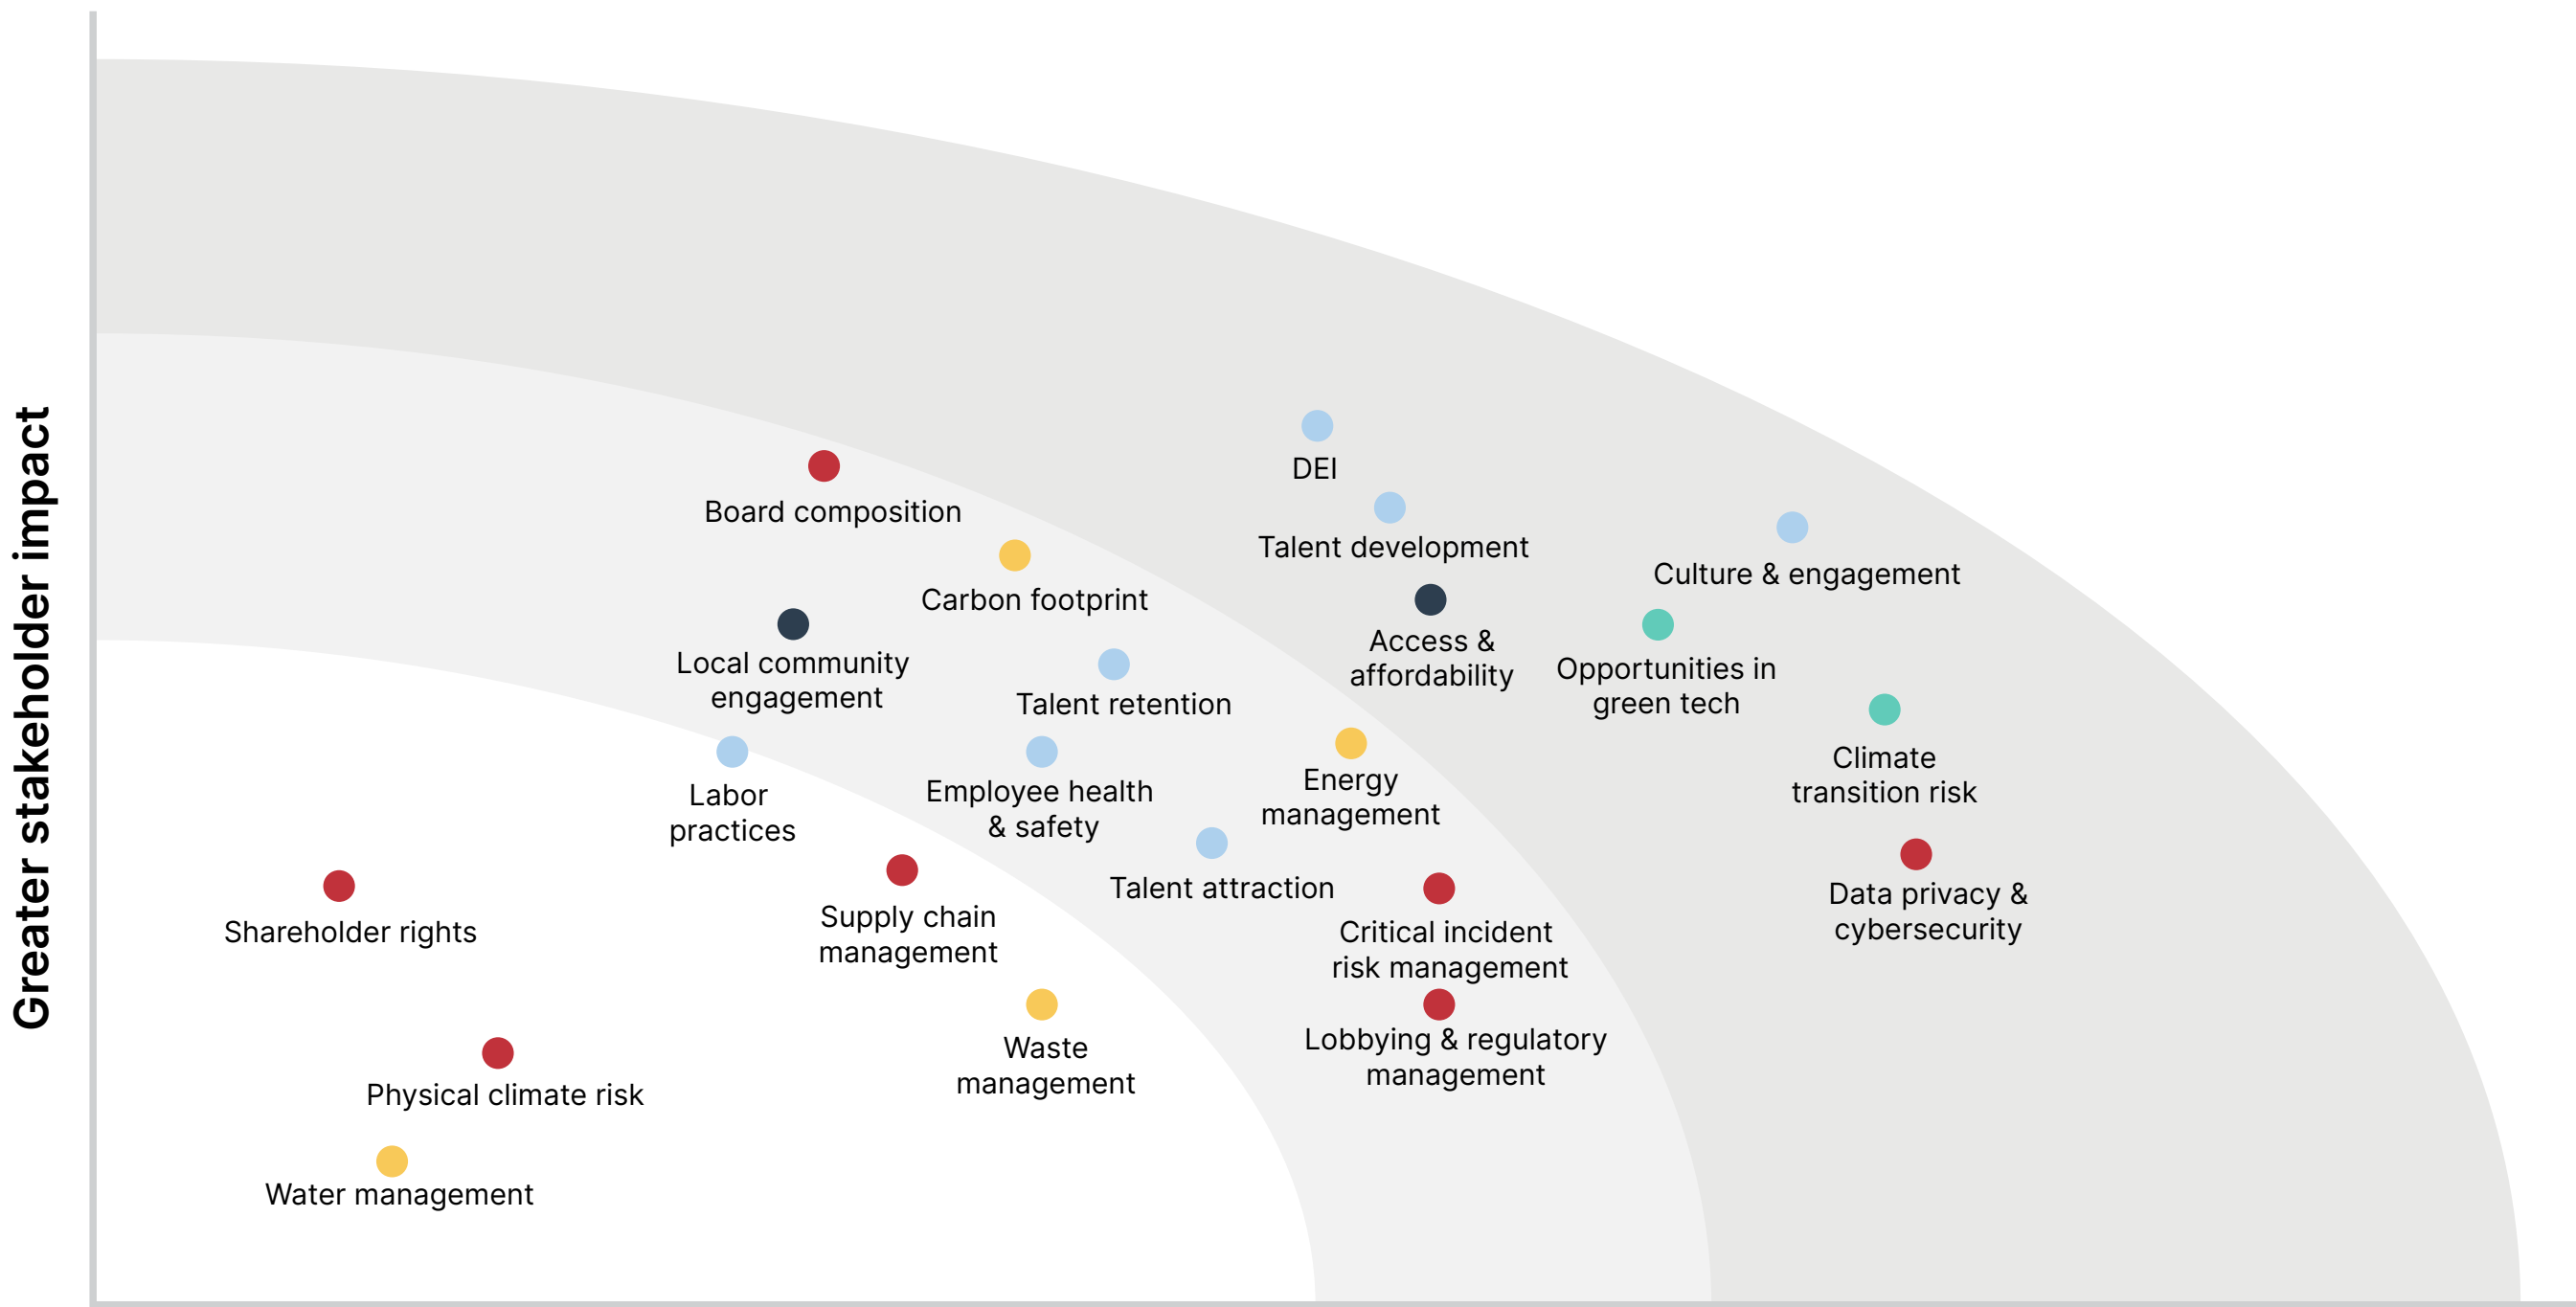 Greater stakeholder impact
DEI
Board composition
Talent development
Culture & engagement
Carbon footprint
Access &
affordability
Local community
engagement
Opportunities in
green tech
Talent retention
Climate
transition risk
Energy
management
Labor
practices
Employee health
& safety
Talent attraction
Data privacy &
cybersecurity
Shareholder rights
Supply chain
management
Critical incident
risk management
Lobbying & regulatory
management
Waste
management
Physical climate risk
Water management